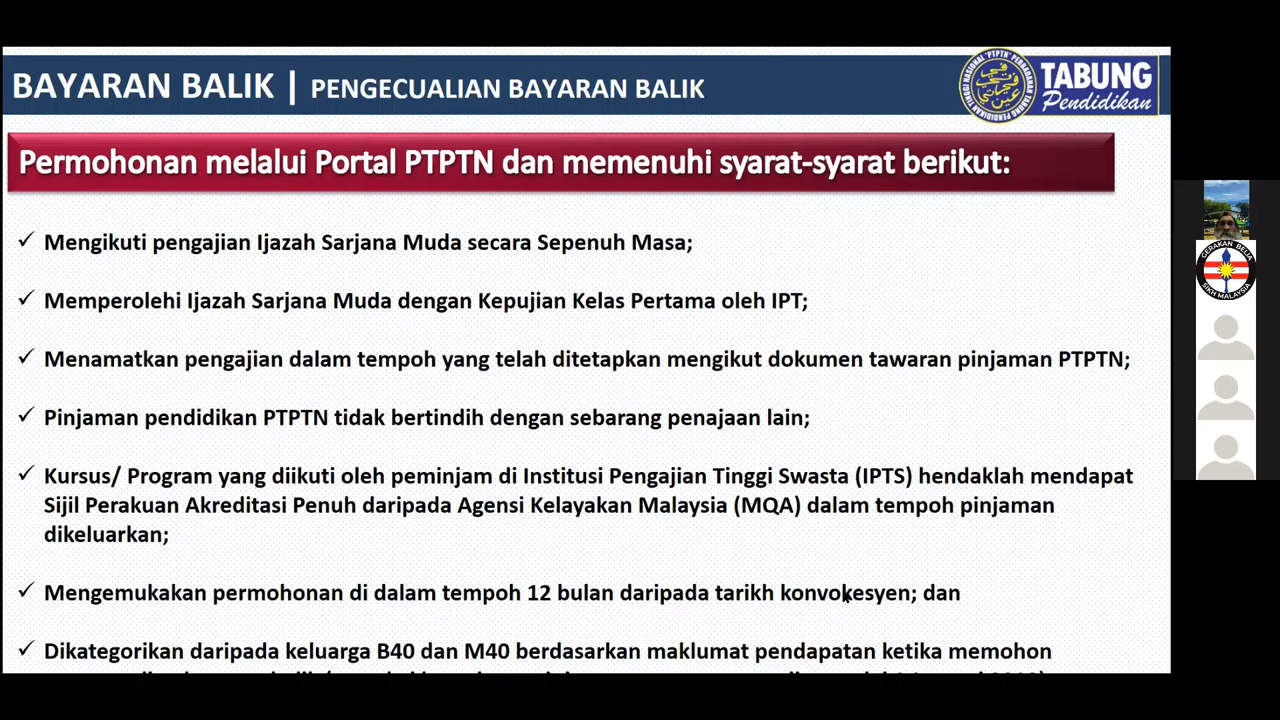 BAYARAN BALIK | PENGECUALIAN BAYARAN BALIK
TABUNG
Pendidikan
Permohonan melalui Portal PTPTN dan memenuhi syarat-syarat berikut:
✓ Mengikuti pengajian Ijazah Sarjana Muda secara Sepenuh Masa;
✓ Memperolehi Ijazah Sarjana Muda dengan Kepujian Kelas Pertama oleh IPT;
✓ Menamatkan pengajian dalam tempoh yang telah ditetapkan mengikut dokumen tawaran pinjaman PTPTN;
✓ Pinjaman pendidikan PTPTN tidak bertindih dengan sebarang penajaan lain;
✓ Kursus/ Program yang diikuti oleh peminjam di Institusi Pengajian Tinggi Swasta (IPTS) hendaklah mendapat
Sijil Perakuan Akreditasi Penuh daripada Agensi Kelayakan Malaysia (MQA) dalam tempoh pinjaman
dikeluarkan;
✓ Mengemukakan permohonan di dalam tempoh 12 bulan daripada tarikh konvokesyen; dan
✓ Dikategorikan daripada keluarga B40 dan M40 berdasarkan maklumat pendapatan ketika memohon
GERAKAN BELIA
SIKH MALAYSIA